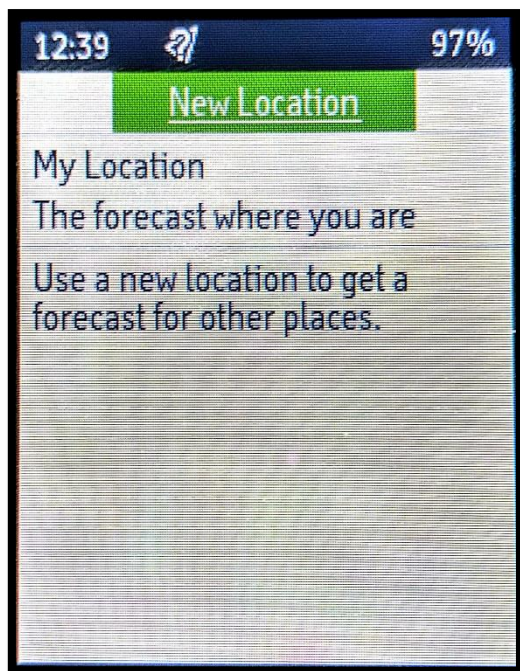 12:39 97%
New Location
My Location
The forecast where you are
Use a new location to get a
forecast for other places.